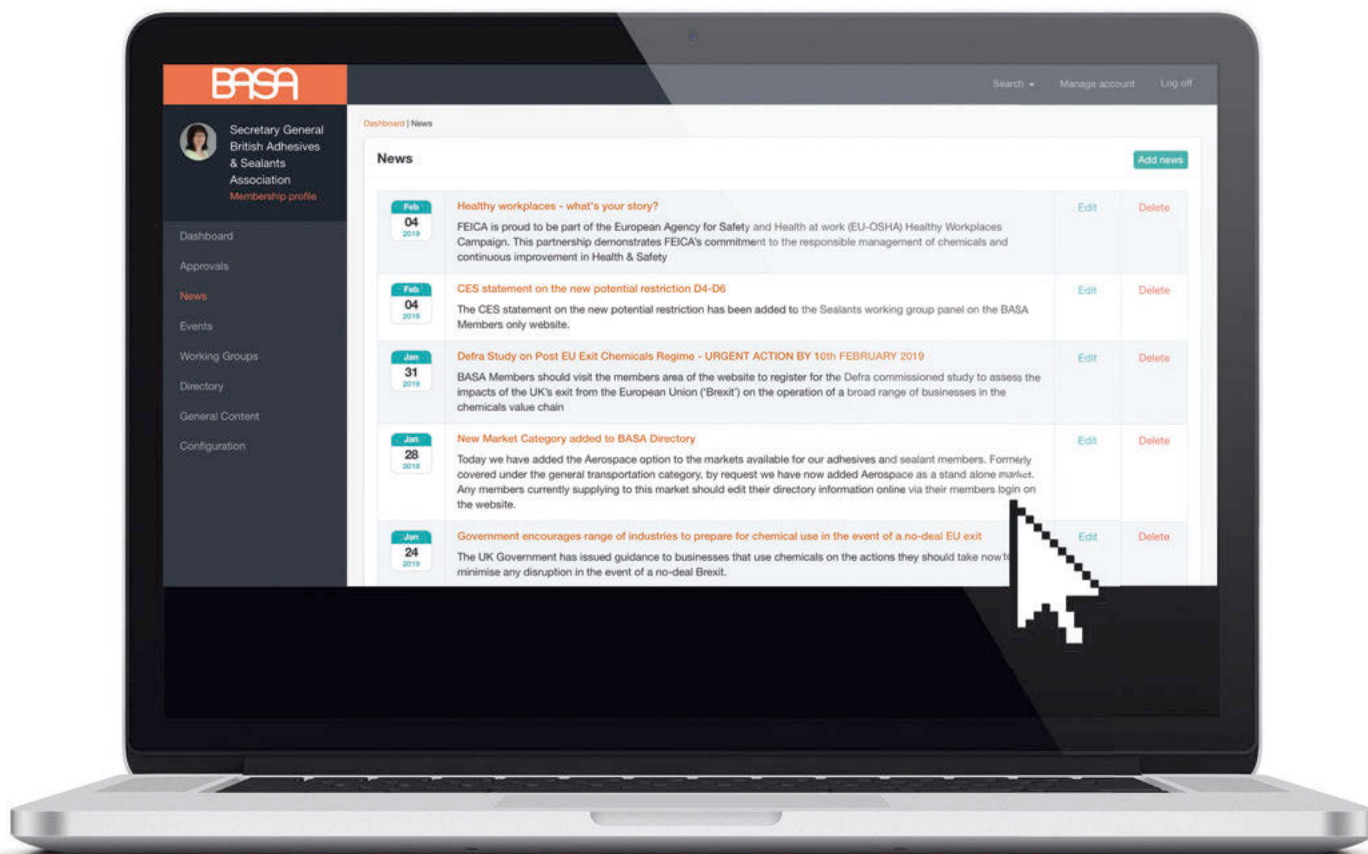 BASA
Search
Manage account
Log off
Secretary General
British Adhesives
& Sealants
Association
Membership profile
Dashboard
Approvals
News
Events
Working Groups
Directory
General Content
Configuration
Dashboard | News
News
Add news
Feb
04
2019
Healthy workplaces - what's your story?
FEICA is proud to be part of the European Agency for Safety and Health at work (EU-OSHA) Healthy Workplaces
Campaign. This partnership demonstrates FEICA's commitment to the responsible management of chemicals and
continuous improvement in Health & Safety
Edit
Delete
Feb
04
2019
CES statement on the new potential restriction D4-D6
The CES statement on the new potential restriction has been added to the Sealants working group panel on the BASA
Members only website.
Edit
Delete
Jan
31
2019
Defra Study on Post EU Exit Chemicals Regime - URGENT ACTION BY 10th FEBRUARY 2019
BASA Members should visit the members area of the website to register for the Defra commissioned study to assess the
impacts of the UK's exit from the European Union ('Brexit') on the operation of a broad range of businesses in the
chemicals value chain
Edit
Delete
Jan
28
2019
New Market Category added to BASA Directory
Today we have added the Aerospace option to the markets available for our adhesives and sealant members. Formerly
covered under the general transportation category, by request we have now added Aerospace as a stand alone market.
Any members currently supplying to this market should edit their directory information online via their members login on
the website.
Edit
Delete
Jan
24
2019
Government encourages range of industries to prepare for chemical use in the event of a no-deal EU exit
The UK Government has issued guidance to businesses that use chemicals on the actions they should take now to
minimise any disruption in the event of a no-deal Brexit.
Edit
Delete